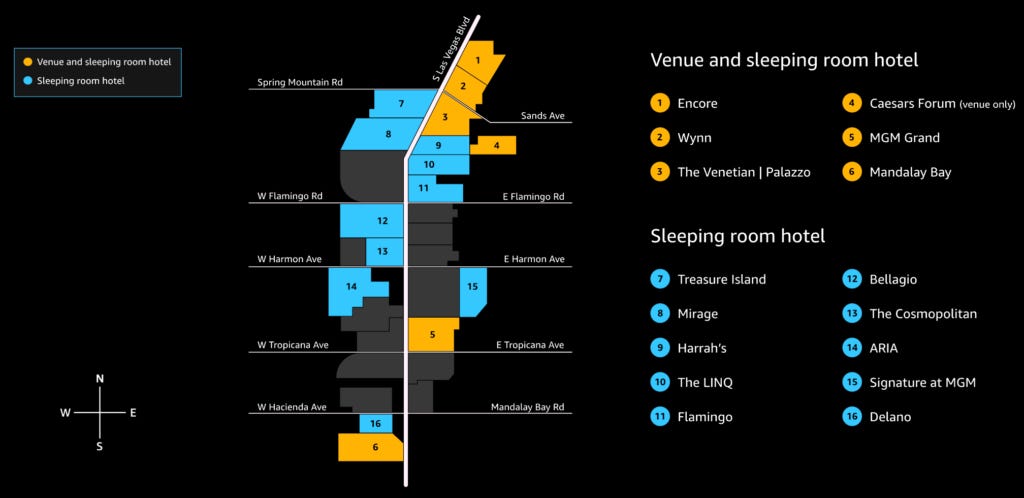 Venue and sleeping room hotel
Sleeping room hotel
S Las Vegas Blvd
Spring Mountain Rd
Sands Ave
W Flamingo Rd
E Flamingo Rd
W Harmon Ave
E Harmon Ave
W Tropicana Ave
E Tropicana Ave
W Hacienda Ave
Mandalay Bay Rd
1
2
7
3
8
9
4
10
11
12
13
14
15
5
16
6
N
W
E
S
Venue and sleeping room hotel
1 Encore
2 Wynn
3 The Venetian | Palazzo
4 Caesars Forum (venue only)
5 MGM Grand
6 Mandalay Bay
Sleeping room hotel
7 Treasure Island
8 Mirage
9 Harrah's
10 The LINQ
11 Flamingo
12 Bellagio
13 The Cosmopolitan
14 ARIA
15 Signature at MGM
16 Delano